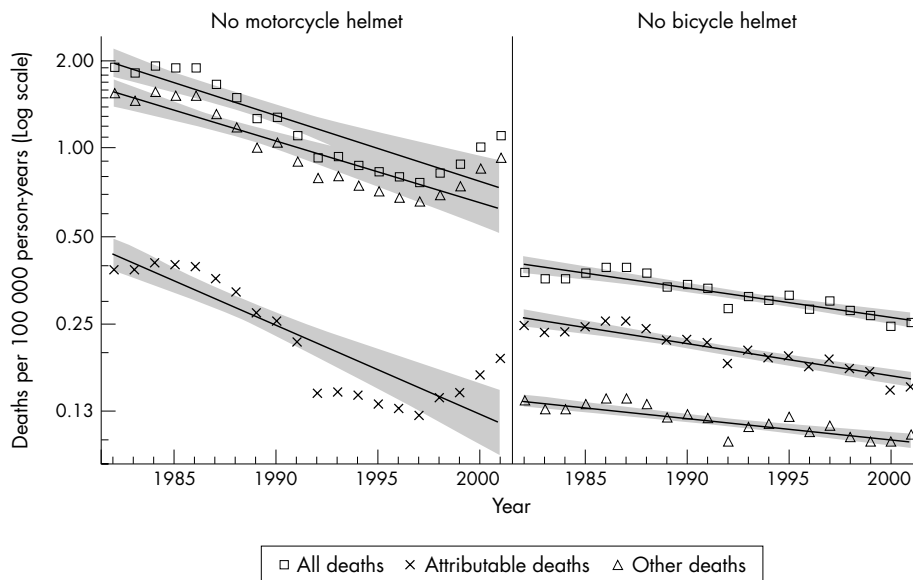 No motorcycle helmet
No bicycle helmet
Deaths per 100 000 person-years (Log scale)
2.00
1.00
0.50
0.25
0.13
1985 1990 1995 2000
1985 1990 1995 2000
Year
All deaths Attributable deaths Other deaths